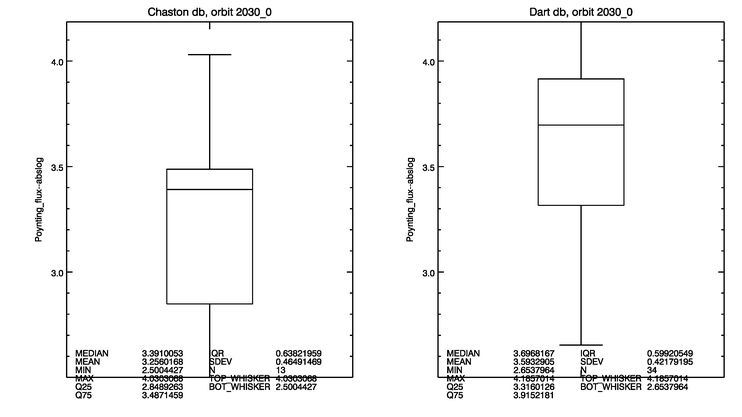 Chaston db, orbit 2030_0
Poynting_flux-abslog
4.0
3.5
3.0
MEDIAN 3.3910053 IQR 0.63821959
MEAN 3.2560168 SDEV 0.46491469
MIN 2.5004427 N 13
MAX 4.0303068 TOP_WHISKER 4.0303068
Q25 2.8489263 BOT_WHISKER 2.5004427
Q75 3.4871459
Dart db, orbit 2030_0
Poynting_flux-abslog
4.0
3.5
3.0
MEDIAN 3.6968167 IQR 0.59920549
MEAN 3.5932905 SDEV 0.42179195
MIN 2.6537964 N 34
MAX 4.1857014 TOP_WHISKER 4.1857014
Q25 3.3160126 BOT_WHISKER 2.6537964
Q75 3.9152181